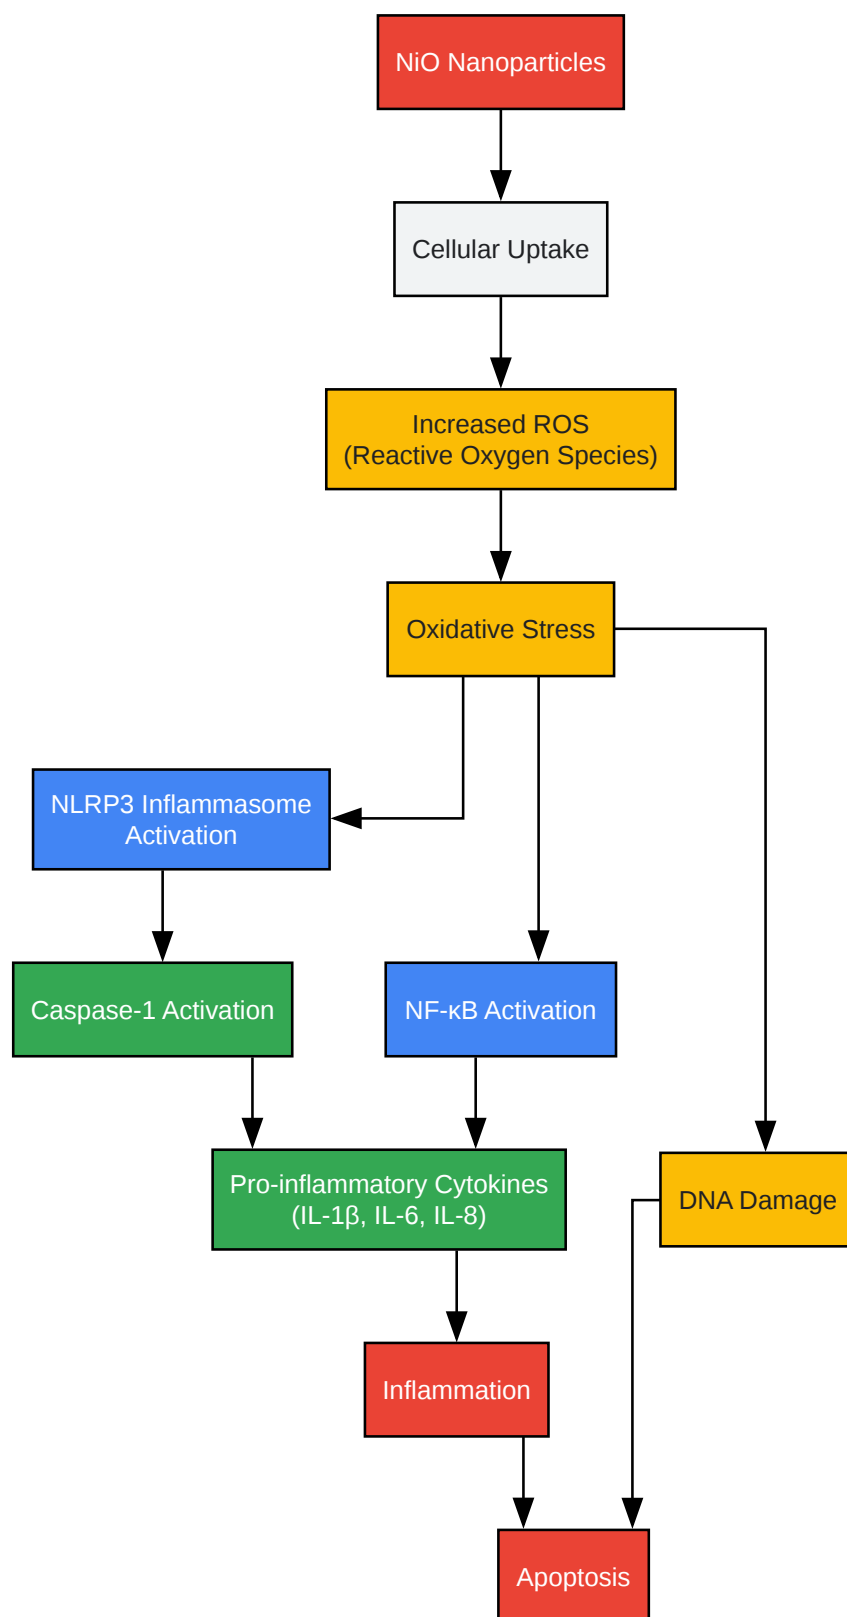 NiO Nanoparticles
Cellular Uptake
Increased ROS
(Reactive Oxygen Species)
Oxidative Stress
NLRP3 Inflammasome
Activation
Caspase-1 Activation
NF-κB Activation
Pro-inflammatory Cytokines
(IL-1β, IL-6, IL-8)
DNA Damage
Inflammation
Apoptosis